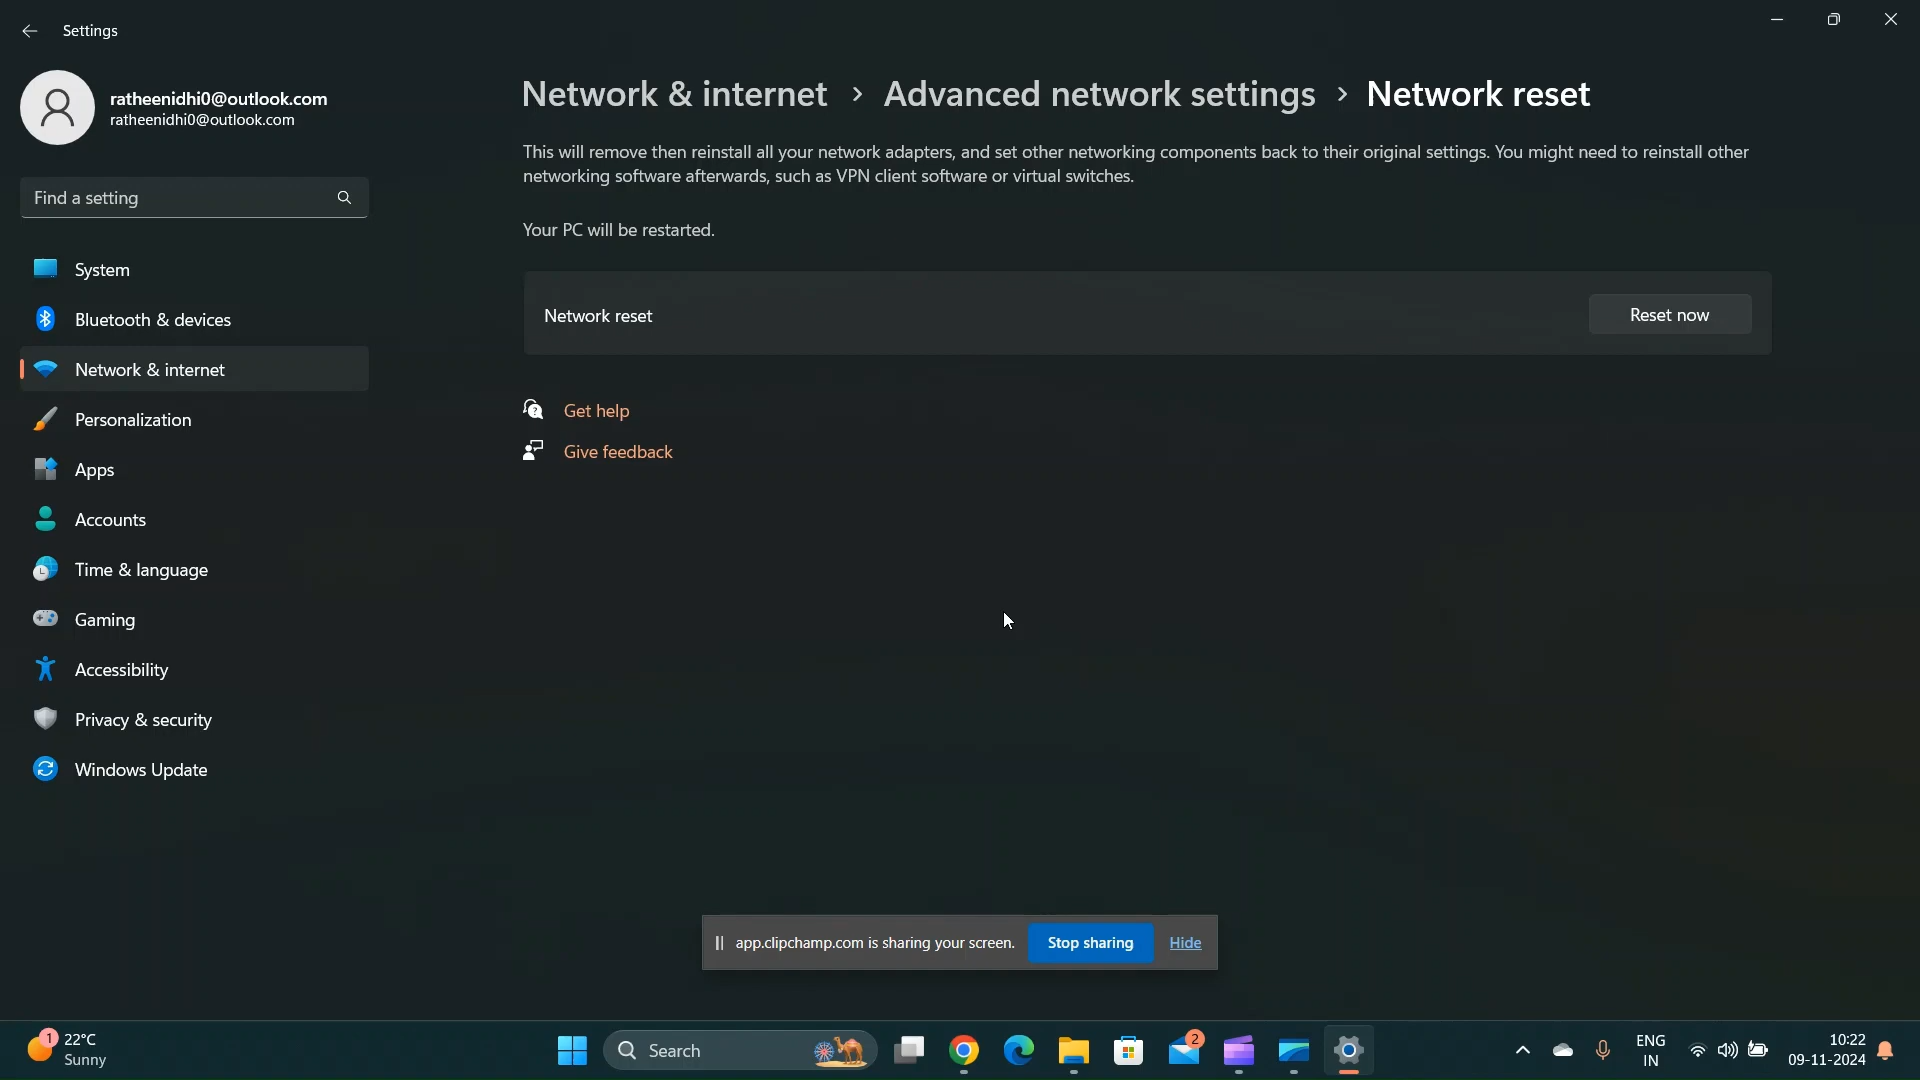 Settings
ratheenidhi0@outlook.com
ratheenidhi0@outlook.com
Find a setting
System
Bluetooth & devices
Network & internet
Personalization
Apps
Accounts
Time & language
Gaming
Accessibility
Privacy & security
Windows Update
Network & internet > Advanced network settings > Network reset
This will remove then reinstall all your network adapters, and set other networking components back to their original settings. You might need to reinstall other
networking software afterwards, such as VPN client software or virtual switches.
Your PC will be restarted.
Network reset
Reset now
Get help
Give feedback
app.clipchamp.com is sharing your screen.
Stop sharing
Hide
1
22°C
Sunny
Search
2
ENG
IN
10:22
09-11-2024